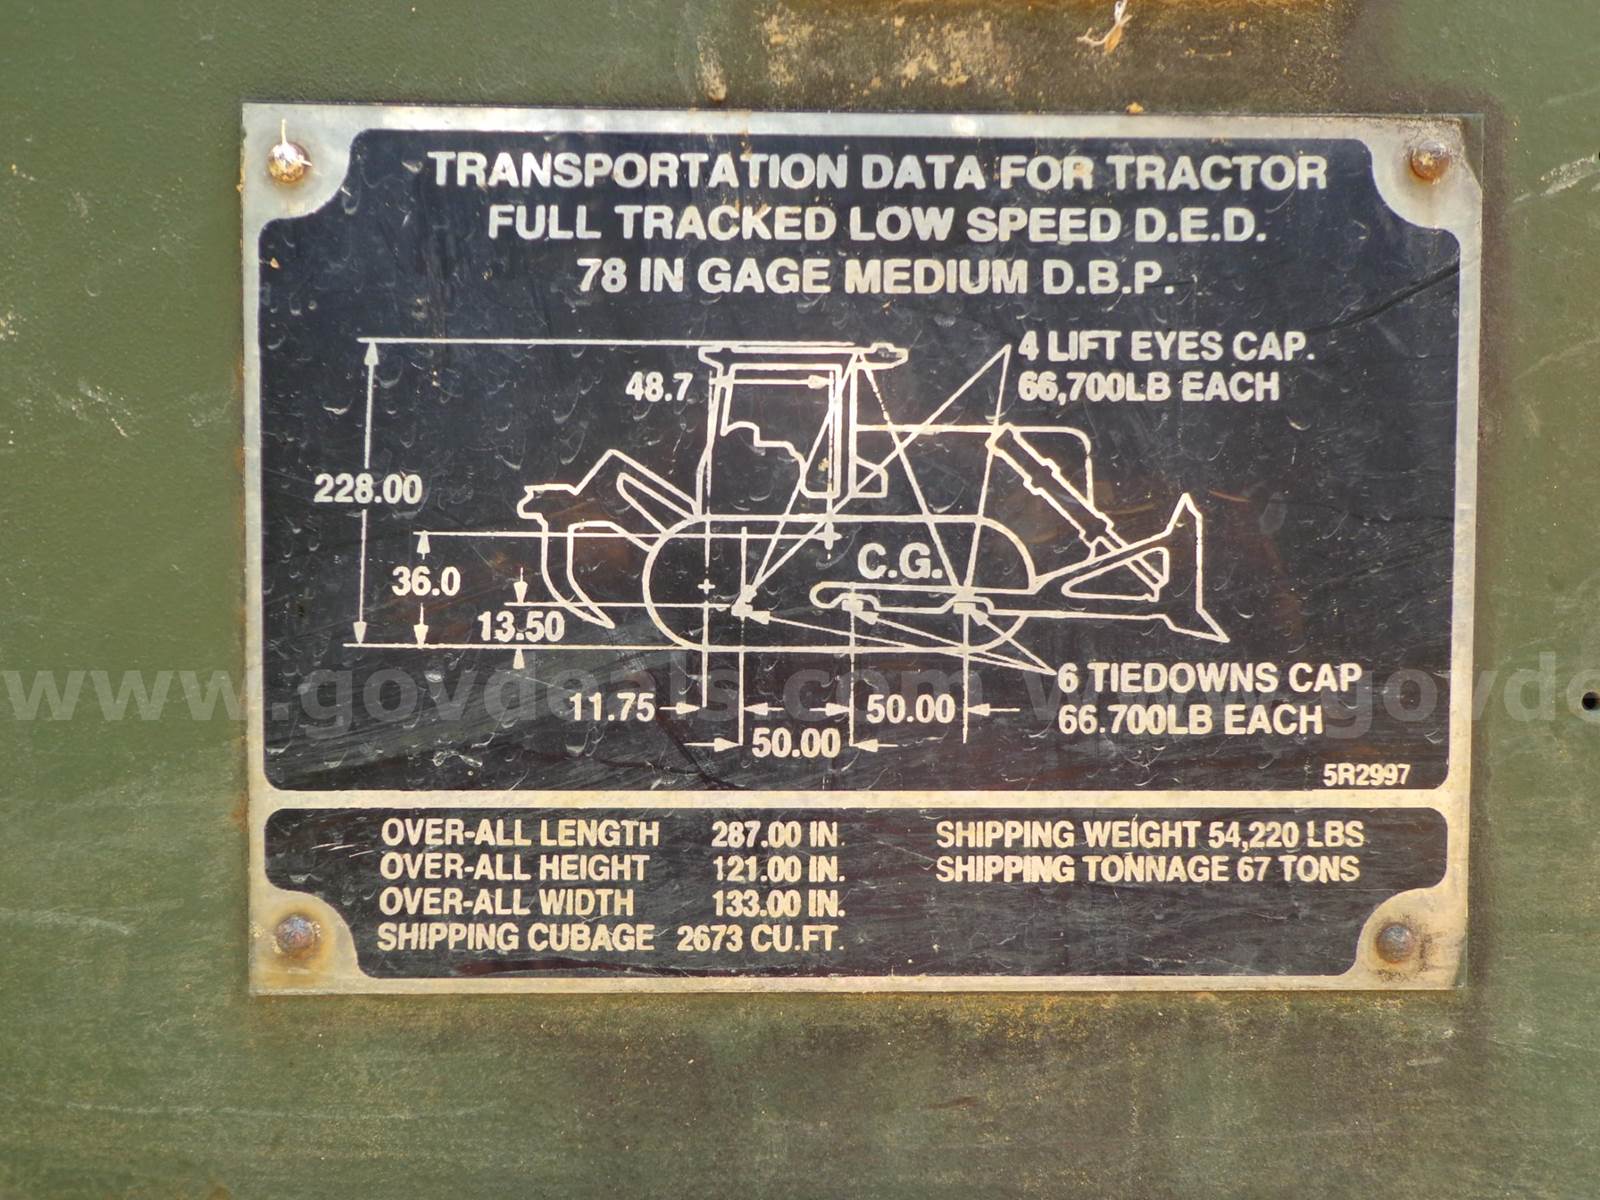 TRANSPORTATION DATA FOR TRACTOR
FULL TRACKED LOW SPEED D.E.D.
78 IN GAGE MEDIUM D.B.P.
4 LIFT EYES CAP.
66,700LB EACH
48.7
228.00
36.0
C.G.
13.50
6 TIEDOWNS CAP
66.700LB EACH
11.75
50.00
50.00
5R2997
OVER-ALL LENGTH 287.00 IN.
OVER-ALL HEIGHT 121.00 IN.
OVER-ALL WIDTH 133.00 IN.
SHIPPING CUBAGE 2673 CU.FT.
SHIPPING WEIGHT 54,220 LBS
SHIPPING TONNAGE 67 TONS
www.govdeals.com www.govde